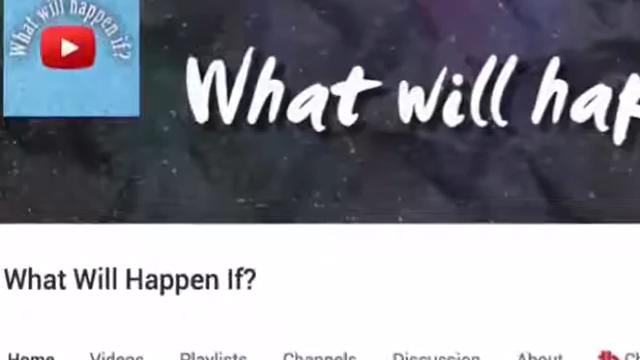 What will happen if?
What will hap
What Will Happen If?
Home Videos Playlists Channels Discussion About